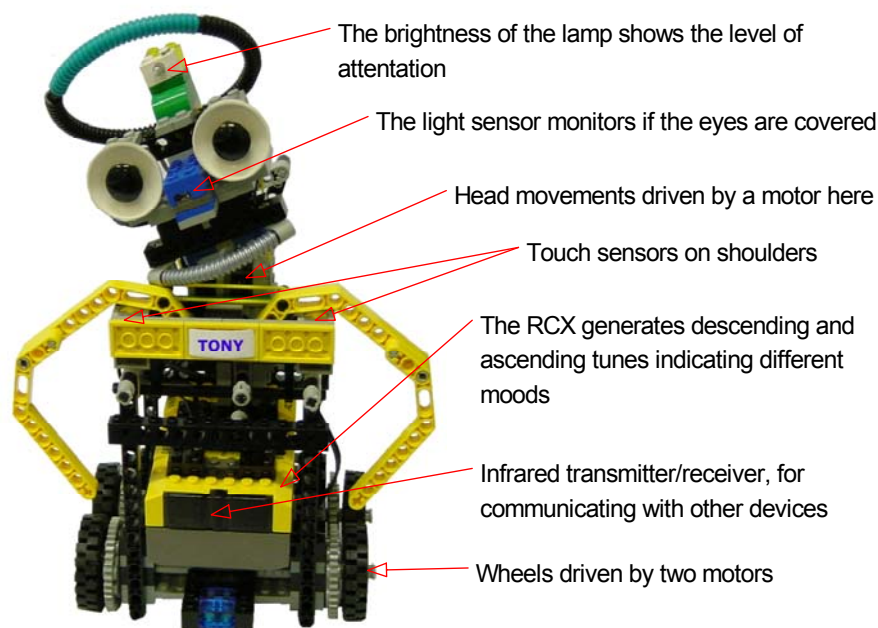 The brightness of the lamp shows the level of
attentation
The light sensor monitors if the eyes are covered
Head movements driven by a motor here
Touch sensors on shoulders
TONY
The RCX generates descending and
ascending tunes indicating different
moods
Infrared transmitter/receiver, for
communicating with other devices
Wheels driven by two motors